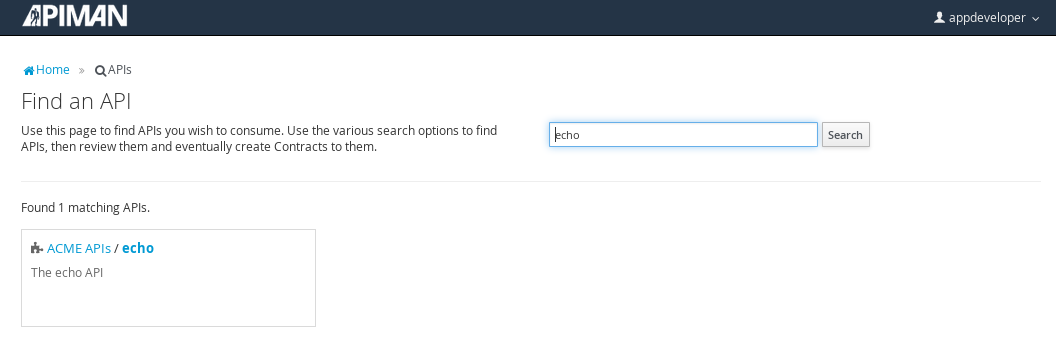 APIMAN
appdeveloper
Home » APIs
Find an API
Use this page to find APIs you wish to consume. Use the various search options to find
APIs, then review them and eventually create Contracts to them.
echo
Search
Found 1 matching APIs.
ACME APIs / echo
The echo API